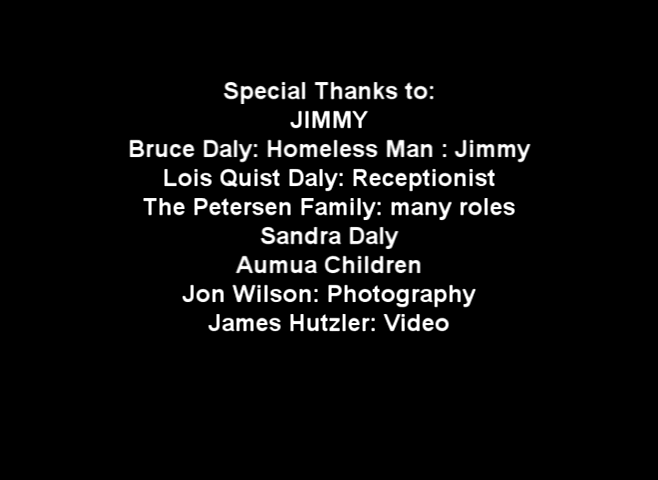 Special Thanks to:
JIMMY
Bruce Daly: Homeless Man : Jimmy
Lois Quist Daly: Receptionist
The Petersen Family: many roles
Sandra Daly
Aumua Children
Jon Wilson: Photography
James Hutzler: Video